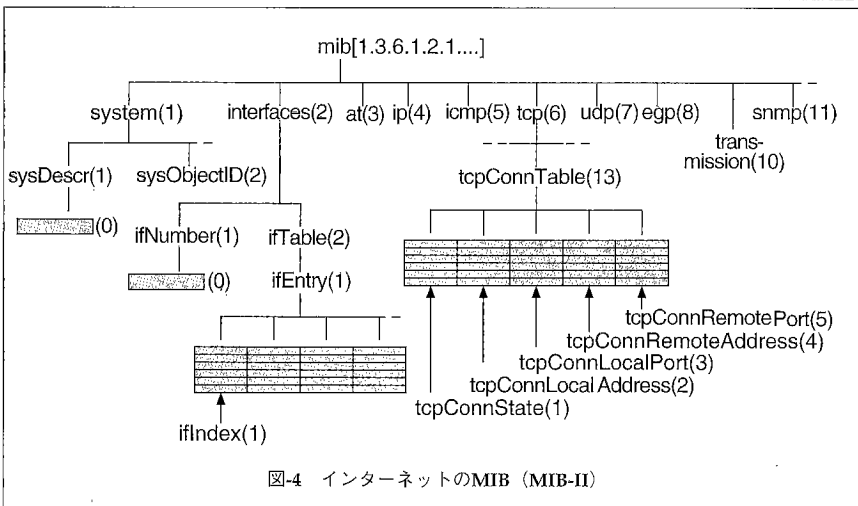 mib[1.3.6.1.2.1....]
system(1) interfaces(2) at(3) ip(4) icmp(5) tcp(6) udp(7) egp(8) trans-mission(10) snmp(11)
sysDescr(1) sysObjectID(2) tcpConnTable(13)
(0) ifNumber(1) ifTable(2)
(0) ifEntry(1)
tcpConnRemotePort(5)
tcpConnRemoteAddress(4)
tcpConnLocalPort(3)
tcpConnLocalAddress(2)
tcpConnState(1)
ifIndex(1)
図-4 インターネットのMIB（MIB-II）